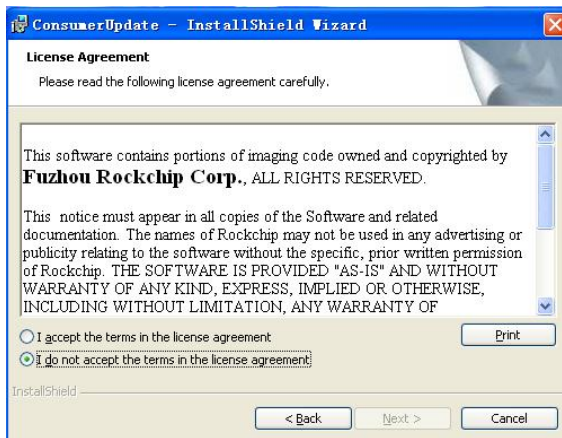 ConsumerUpdate - InstallShield Wizard
License Agreement
Please read the following license agreement carefully.
This software contains portions of imaging code owned and copyrighted by
Fuzhou Rockchip Corp., ALL RIGHTS RESERVED.
This notice must appear in all copies of the Software and related
documentation. The names of Rockchip may not be used in any advertising or
publicity relating to the software without the specific, prior written permission
of Rockchip. THE SOFTWARE IS PROVIDED "AS-IS" AND WITHOUT
WARRANTY OF ANY KIND, EXPRESS, IMPLIED OR OTHERWISE,
INCLUDING WITHOUT LIMITATION, ANY WARRANTY OF
I accept the terms in the license agreement
Print
I do not accept the terms in the license agreement
InstallShield
< Back
Next >
Cancel